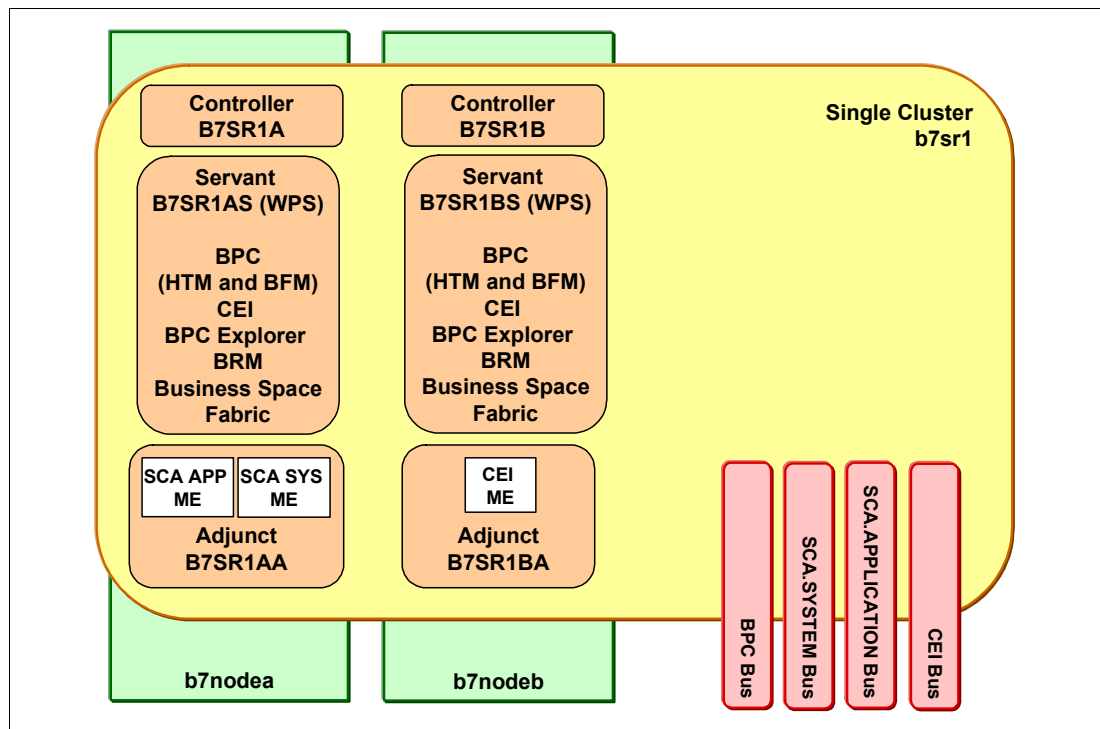 Controller
B7SR1A
Controller
B7SR1B
Single Cluster
b7sr1
Servant
B7SR1AS (WPS)
BPC
(HTM and BFM)
CEI
BPC Explorer
BRM
Business Space
Fabric
Servant
B7SR1BS (WPS)
BPC
(HTM and BFM)
CEI
BPC Explorer
BRM
Business Space
Fabric
SCA APP
ME
SCA SYS
ME
Adjunct
B7SR1AA
CEI
ME
Adjunct
B7SR1BA
BPC Bus
SCA.SYSTEM Bus
SCA.APPLICATION Bus
CEI Bus
b7nodea
b7nodeb